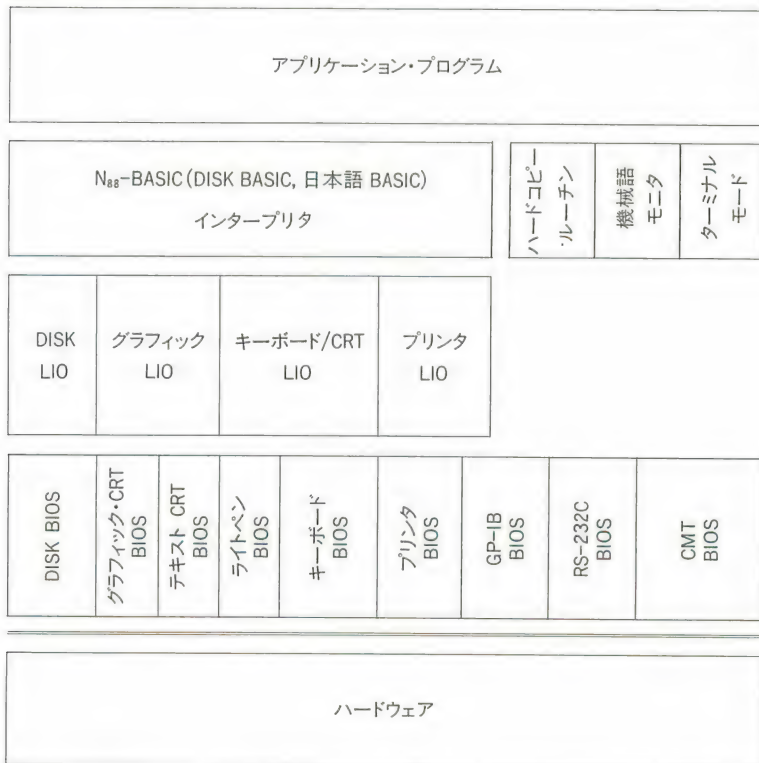 アプリケーション・プログラム
N₈₈-BASIC(DISK BASIC, 日本語 BASIC)
インタープリタ
ハードコピー
・ルーチン
機械語
モニタ
ターミナル
モード
DISK
LIO
グラフィック
LIO
キーボード/CRT
LIO
プリンタ
LIO
DISK BIOS
グラフィック・CRT
BIOS
テキスト CRT
BIOS
ライトペン
BIOS
キーボード
BIOS
プリンタ
BIOS
GP-IB
BIOS
RS-232C
BIOS
CMT
BIOS
ハードウェア